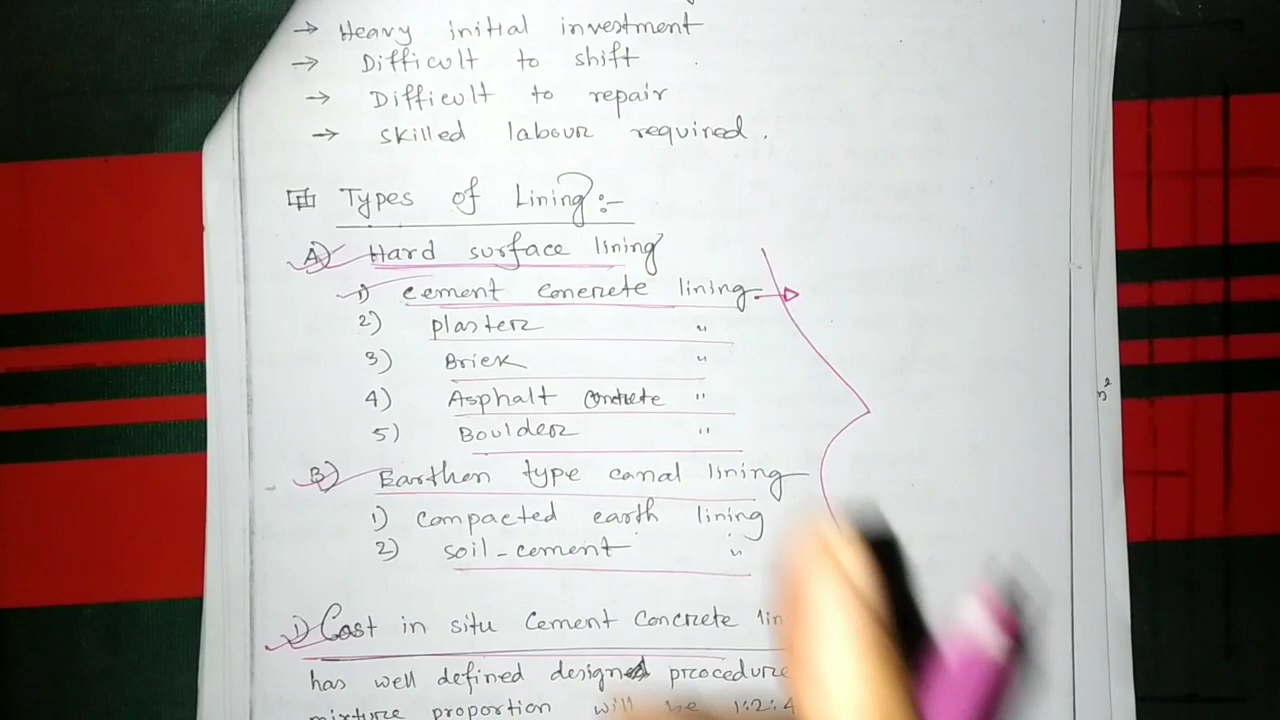 → Heavy initial investment
→ Difficult to shift
→ Difficult to repair
→ skilled labour required.
Types of Lining:-
A) Hard surface lining
1) cement concrete lining
2) plaster "
3) Brick "
4) Asphalt concrete "
5) Boulder "
B) Earthen type canal lining
1) compacted earth lining
2) soil-cement "
i) Cast in situ Cement Concrete lin
has well defined designed procedure
mixture proportion will be 1:2:4